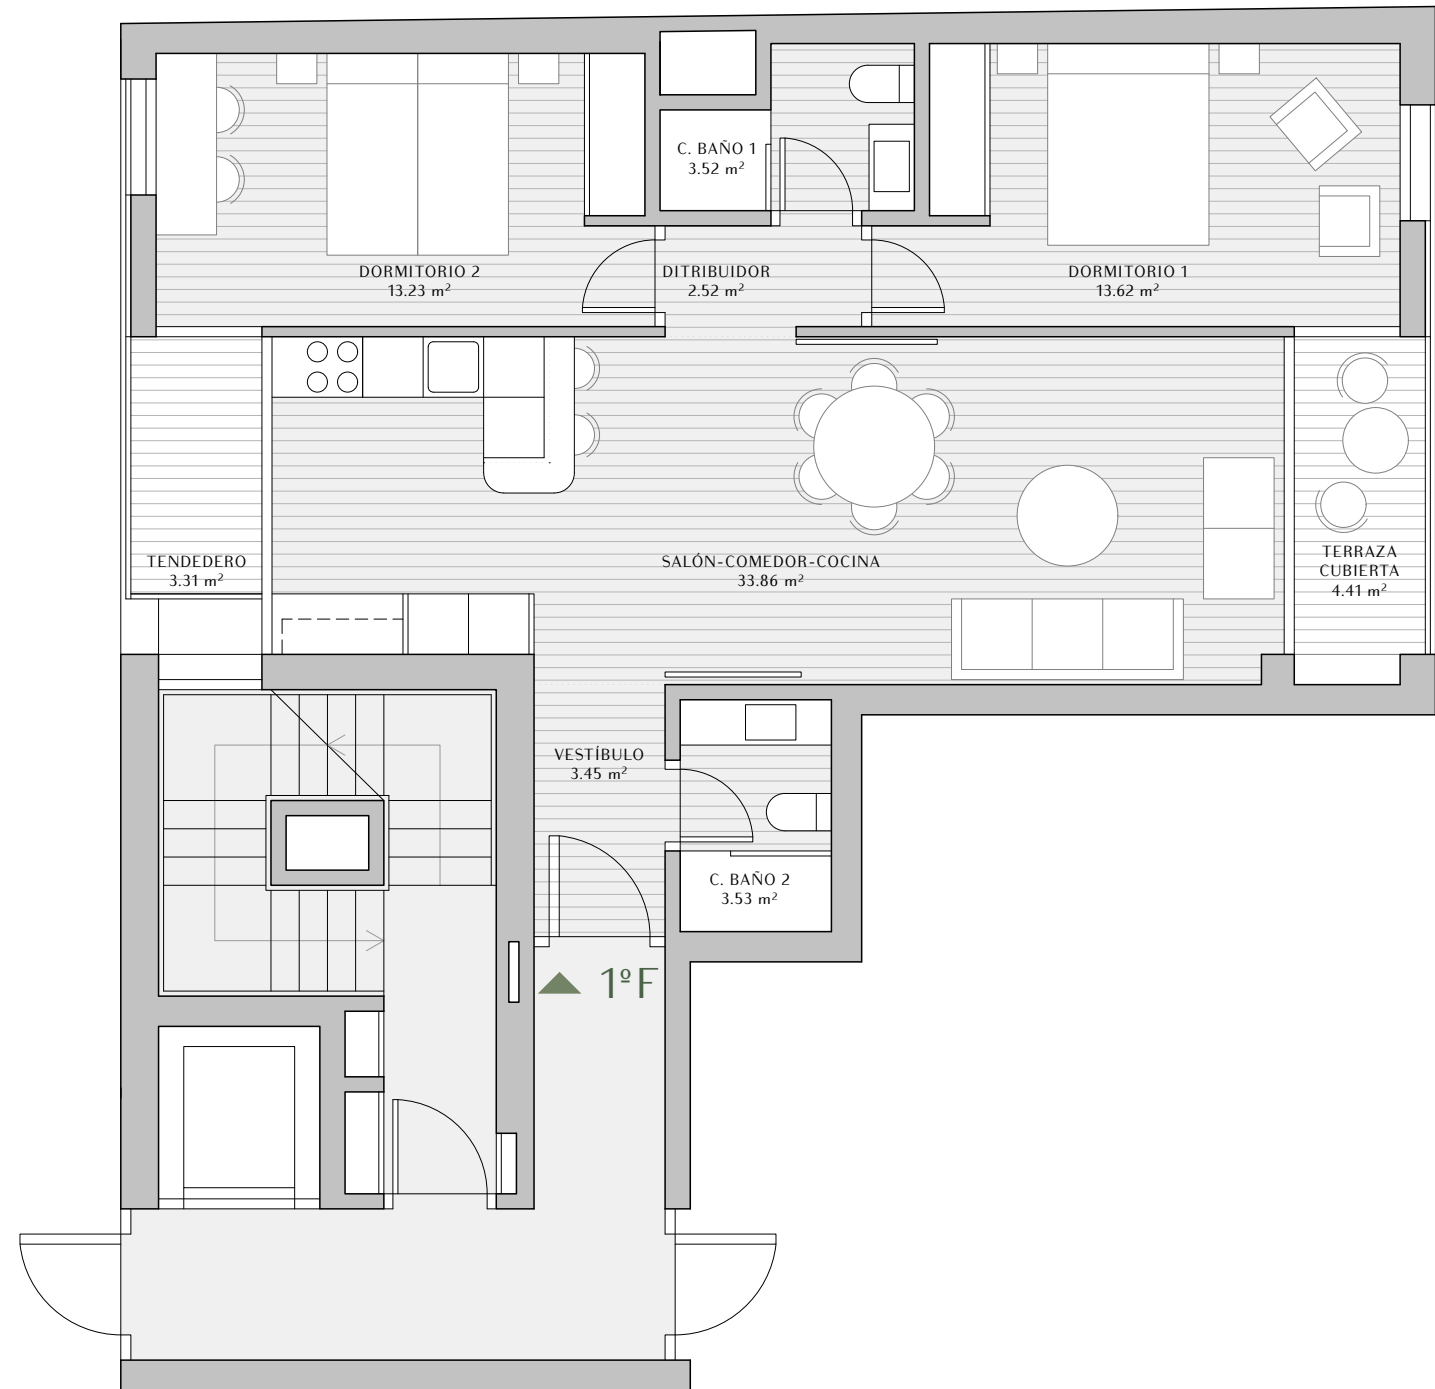 C. BAÑO 1
3.52 m²
DORMITORIO 2
13.23 m²
DITRIBUIDOR
2.52 m²
DORMITORIO 1
13.62 m²
TENDEDERO
3.31 m²
SALÓN-COMEDOR-COCINA
33.86 m²
TERRAZA
CUBIERTA
4.41 m²
VESTÍBULO
3.45 m²
C. BAÑO 2
3.53 m²
1ºF